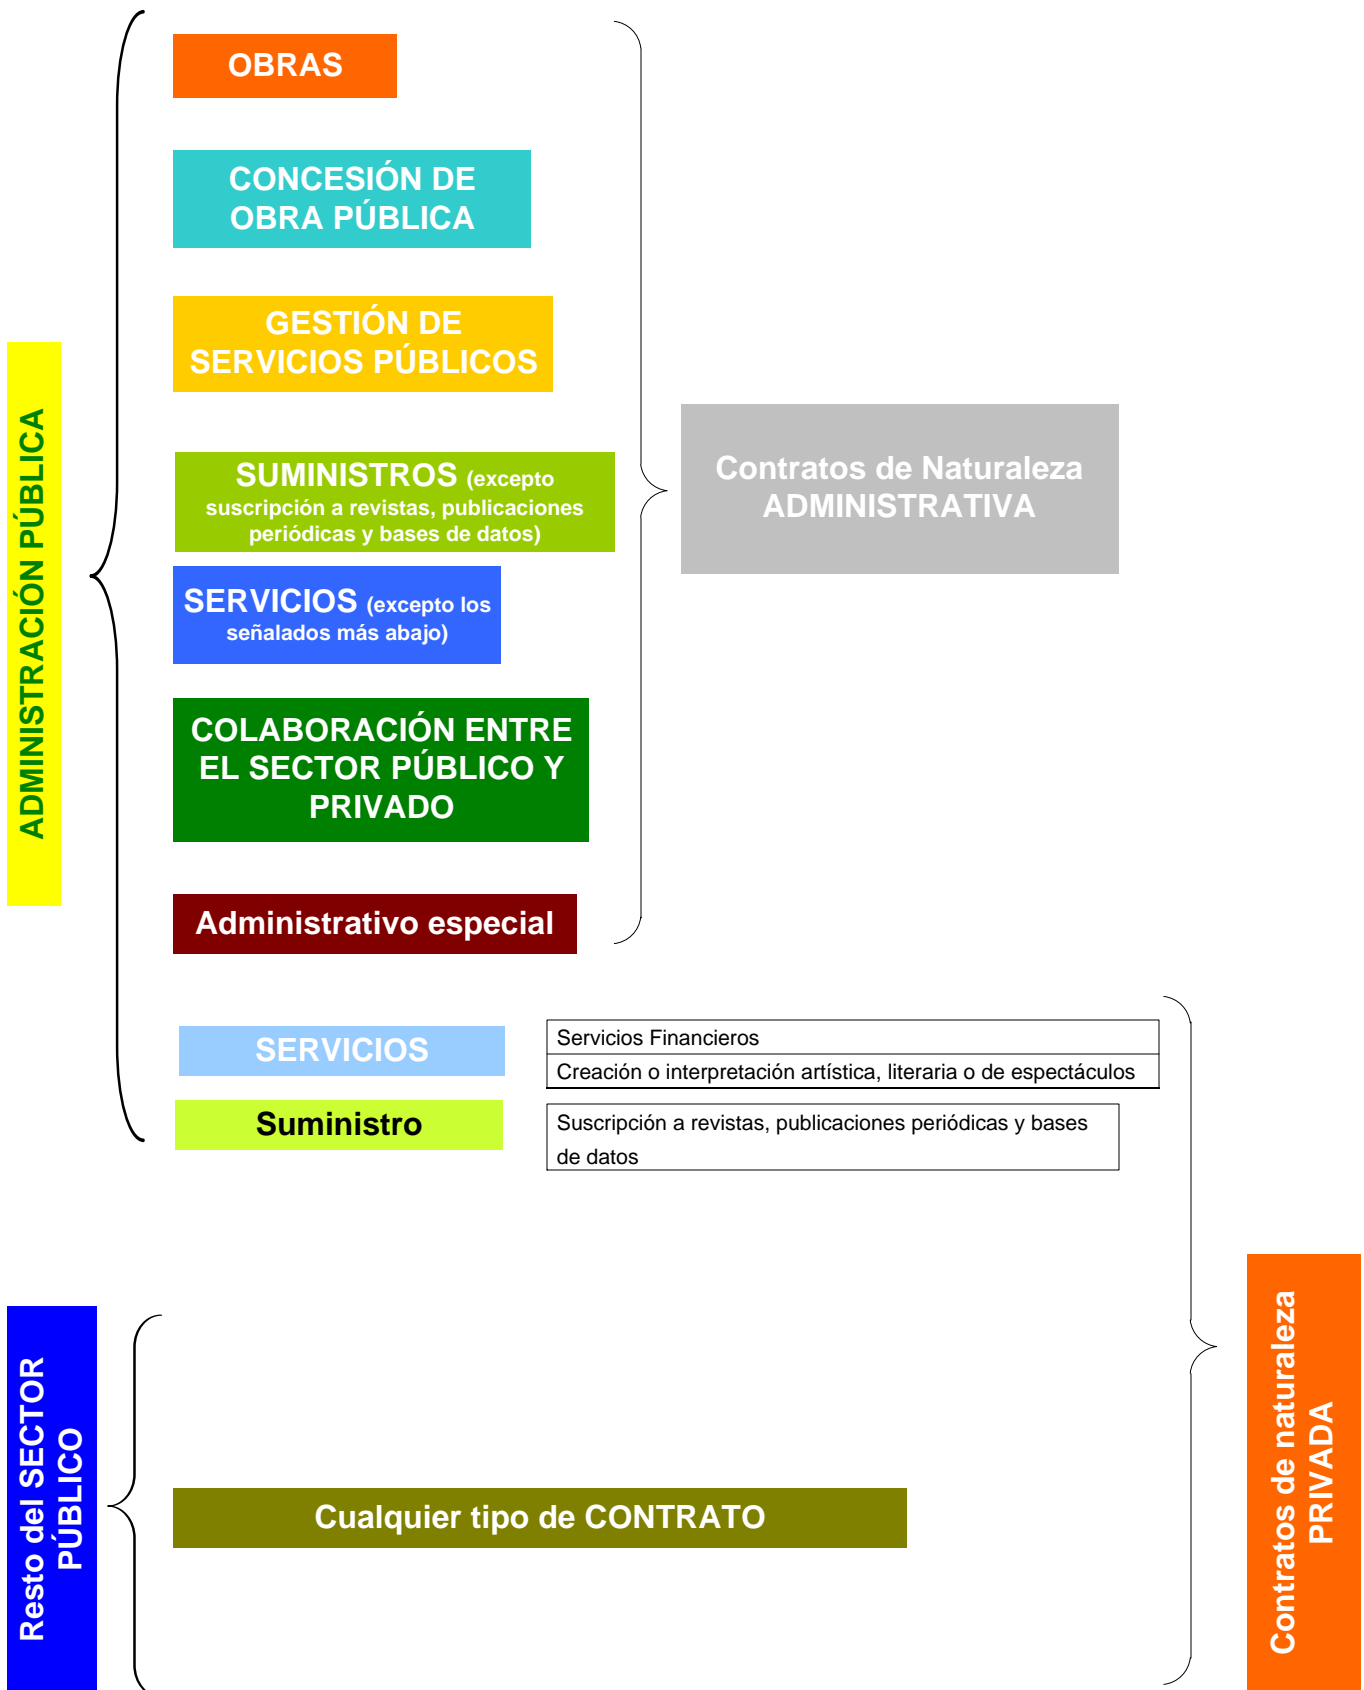 ADMINISTRACIÓN PÚBLICA
OBRAS
CONCESIÓN DE
OBRA PÚBLICA
GESTIÓN DE
SERVICIOS PÚBLICOS
SUMINISTROS (excepto
suscripción a revistas, publicaciones
periódicas y bases de datos)
SERVICIOS (excepto los
señalados más abajo)
COLABORACIÓN ENTRE
EL SECTOR PÚBLICO Y
PRIVADO
Administrativo especial
Contratos de Naturaleza
ADMINISTRATIVA
SERVICIOS
Servicios Financieros
Creación o interpretación artística, literaria o de espectáculos
Suministro
Suscripción a revistas, publicaciones periódicas y bases
de datos
Resto del SECTOR
PÚBLICO
Cualquier tipo de CONTRATO
Contratos de naturaleza
PRIVADA